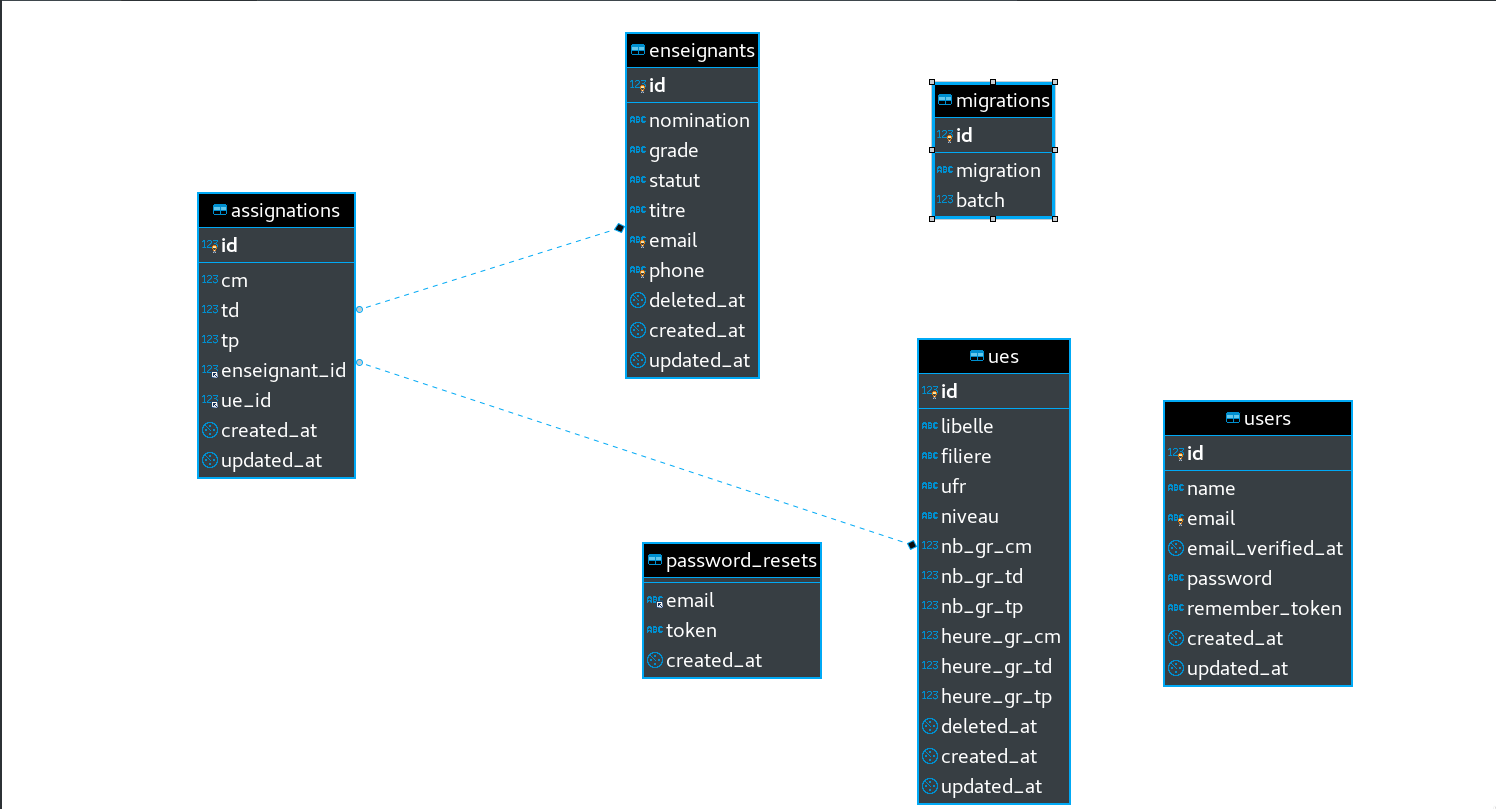 enseignants
id
nomination
grade
statut
titre
email
phone
deleted_at
created_at
updated_at
migrations
id
migration
batch
assignations
id
cm
td
tp
enseignant_id
ue_id
created_at
updated_at
ues
id
libelle
filiere
ufr
niveau
nb_gr_cm
nb_gr_td
nb_gr_tp
heure_gr_cm
heure_gr_td
heure_gr_tp
deleted_at
created_at
updated_at
users
id
name
email
email_verified_at
password
remember_token
created_at
updated_at
password_resets
email
token
created_at